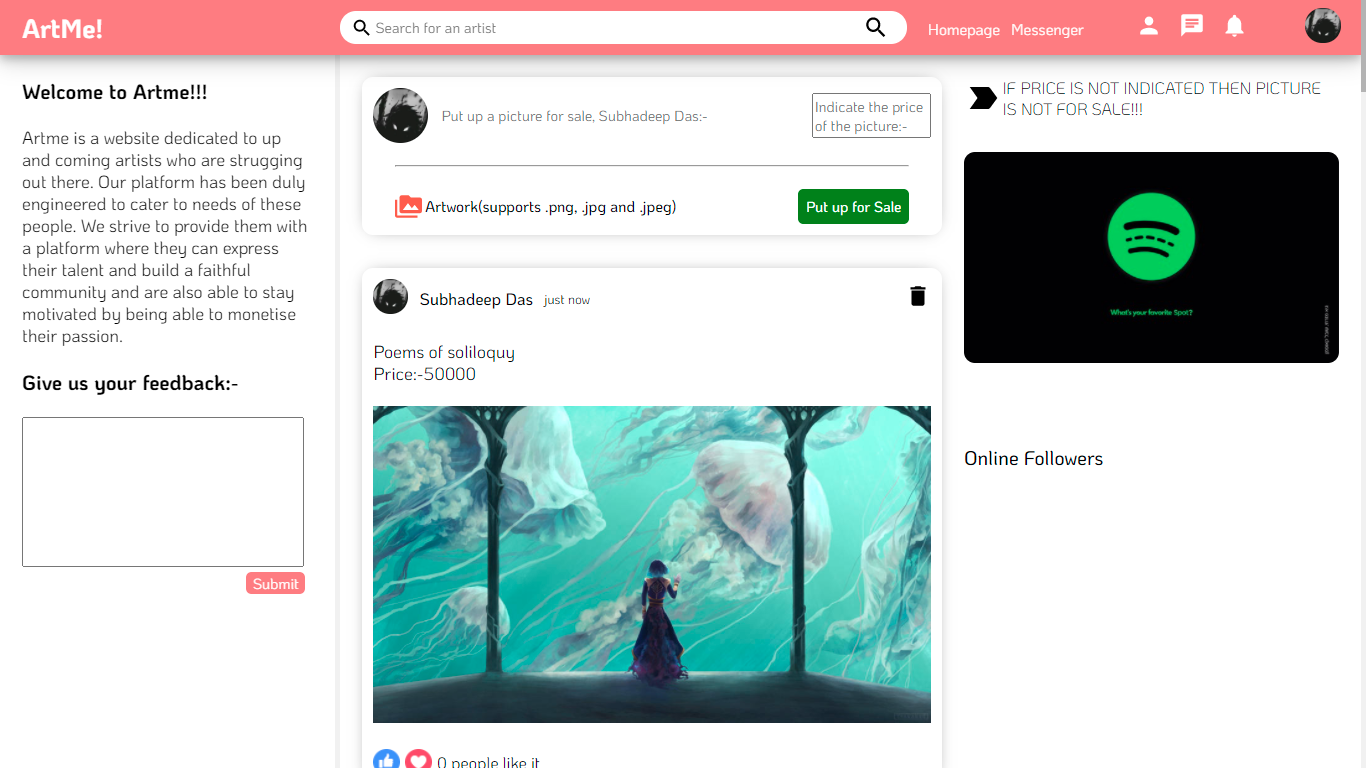 ArtMe!
Search for an artist
Homepage Messenger
Welcome to Artme!!!
Artme is a website dedicated to up
and coming artists who are strugging
out there. Our platform has been duly
engineered to cater to needs of these
people. We strive to provide them with
a platform where they can express
their talent and build a faithful
community and are also able to stay
motivated by being able to monetise
their passion.
Give us your feedback:-
Submit
Put up a picture for sale, Subhadeep Das:-
Indicate the price
of the picture:-
Artwork(supports .png, .jpg and .jpeg)
Put up for Sale
Subhadeep Das just now
Poems of soliloquy
Price:-50000
0 people like it
IF PRICE IS NOT INDICATED THEN PICTURE
IS NOT FOR SALE!!!
What's your favorite Spot?
Online Followers